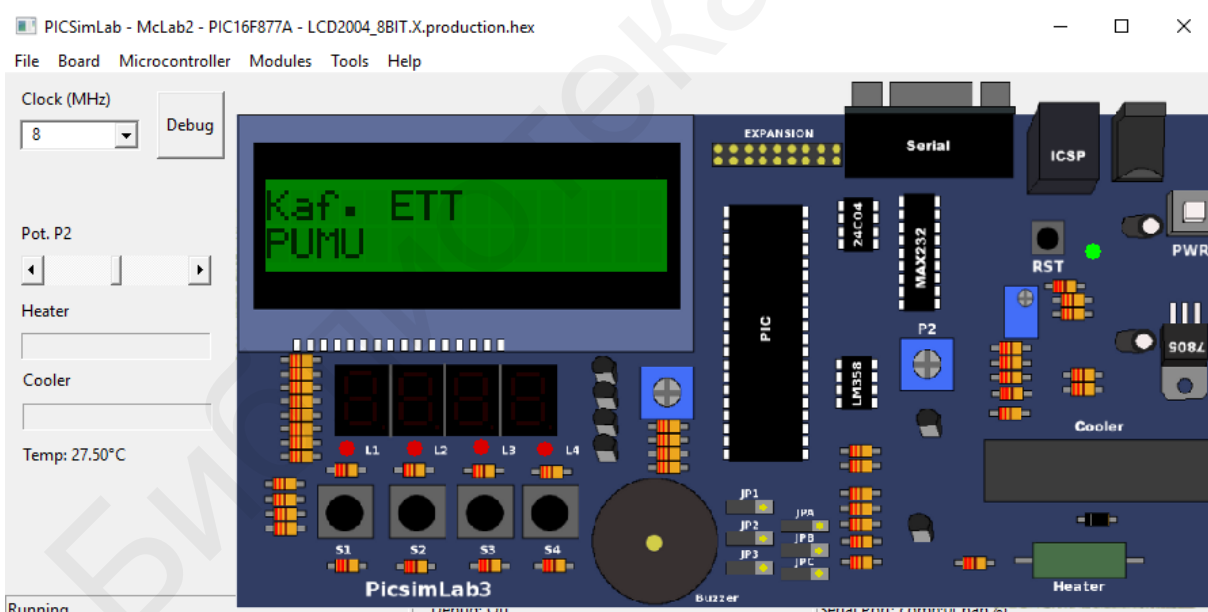 PICSimLab - McLab2 - PIC16F877A - LCD2004_8BIT.X.production.hex
File Board Microcontroller Modules Tools Help
Clock (MHz)
8
Debug
Pot. P2
Heater
Cooler
Temp: 27.50°C
Kaf. ETT
PUMU
EXPANSION
Serial
ICSP
24C04
MAX232
RST
PWR
PIC
P2
7805
LM358
Cooler
L1 L2 L3 L4
S1 S2 S3 S4
JP1
JP2
JP3
JPA
JPB
JPC
PicsimLab3
Buzzer
Heater
Running
Библиотека